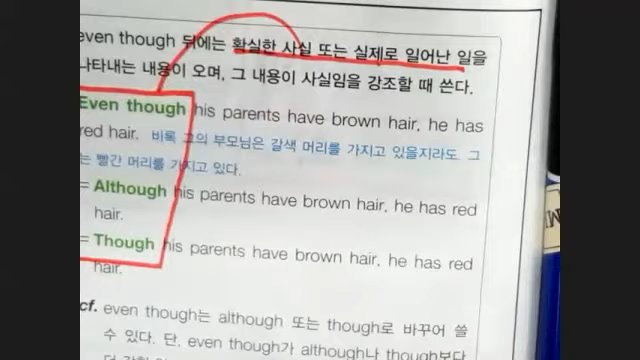 even though 뒤에는 확실한 사실 또는 실제로 일어난 일을
나타내는 내용이 오며, 그 내용이 사실임을 강조할 때 쓴다.
Even though his parents have brown hair, he has
red hair. 비록 그의 부모님은 갈색 머리를 가지고 있을지라도 그
는 빨간 머리를 가지고 있다.
= Although his parents have brown hair, he has red
hair.
= Though his parents have brown hair, he has red
hair.
cf. even though는 although 또는 though로 바꾸어 쓸
수 있다. 단, even though가 although나 though보다